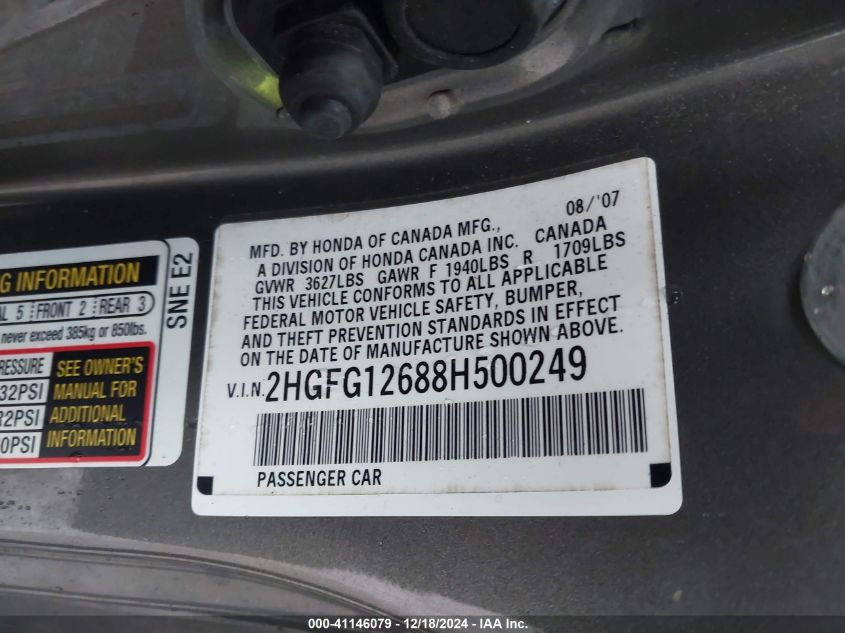 08/'07
MFD. BY HONDA OF CANADA MFG.,
A DIVISION OF HONDA CANADA INC. CANADA
GVWR 3627LBS GAWR F 1940LBS R 1709LBS
THIS VEHICLE CONFORMS TO ALL APPLICABLE
FEDERAL MOTOR VEHICLE SAFETY, BUMPER,
AND THEFT PREVENTION STANDARDS IN EFFECT
ON THE DATE OF MANUFACTURE SHOWN ABOVE.
V.I.N. 2HGFG12688H500249
PASSENGER CAR
SNE E2
INFORMATION
5 FRONT 2 REAR 3
never exceed 385kg or 850lbs.
SEE OWNER'S
MANUAL FOR
ADDITIONAL
INFORMATION
32PSI
000-41146079 - 12/18/2024 - IAA Inc.